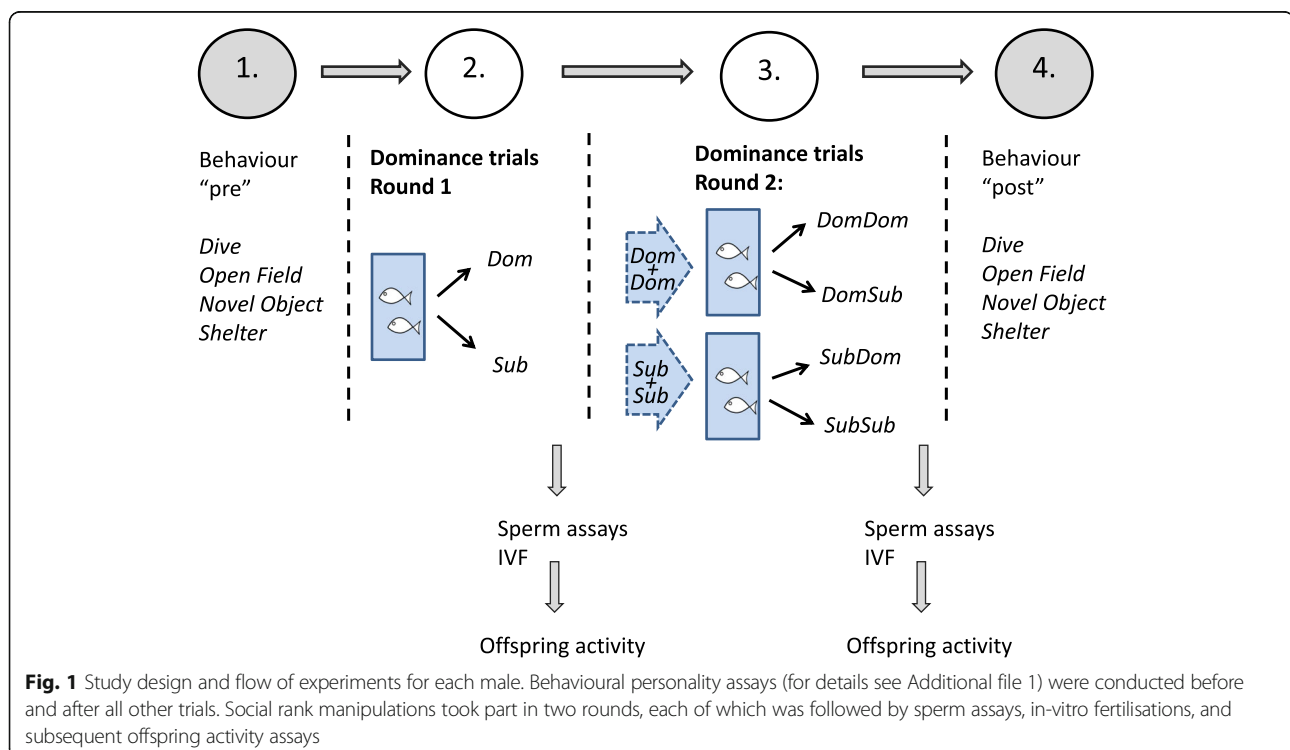 1.
2.
3.
4.
Behaviour
"pre"
Dive
Open Field
Novel Object
Shelter
Dominance trials
Round 1
Dom
Sub
Dominance trials
Round 2:
Dom
+
Dom
DomDom
DomSub
Sub
+
Sub
SubDom
SubSub
Behaviour
"post"
Dive
Open Field
Novel Object
Shelter
Sperm assays
IVF
Offspring activity
Sperm assays
IVF
Offspring activity
Fig. 1 Study design and flow of experiments for each male. Behavioural personality assays (for details see Additional file 1) were conducted before
and after all other trials. Social rank manipulations took part in two rounds, each of which was followed by sperm assays, in-vitro fertilisations, and
subsequent offspring activity assays